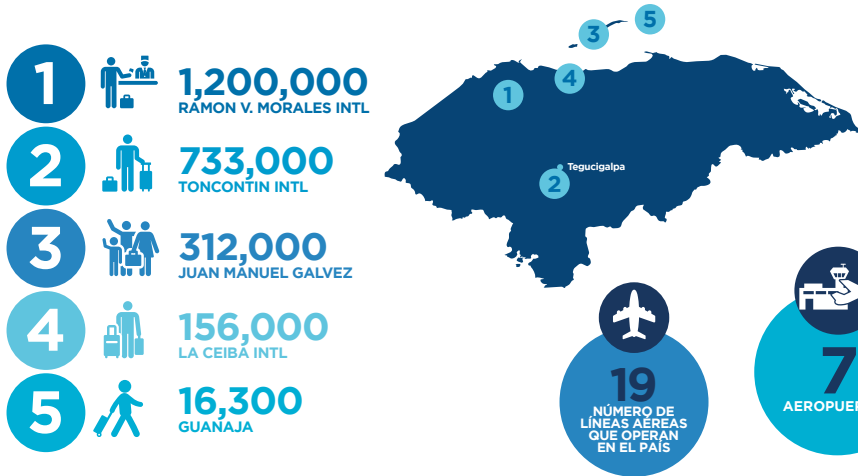 1
1,200,000
RAMON V. MORALES INTL
2
733,000
TONCONTIN INTL
3
312,000
JUAN MANUEL GALVEZ
4
156,000
LA CEIBA INTL
5
16,300
GUANAJA
5
3
4
1
Tegucigalpa
2
19
NÚMERO DE
LÍNEAS AÉREAS
QUE OPERAN
EN EL PAÍS
7